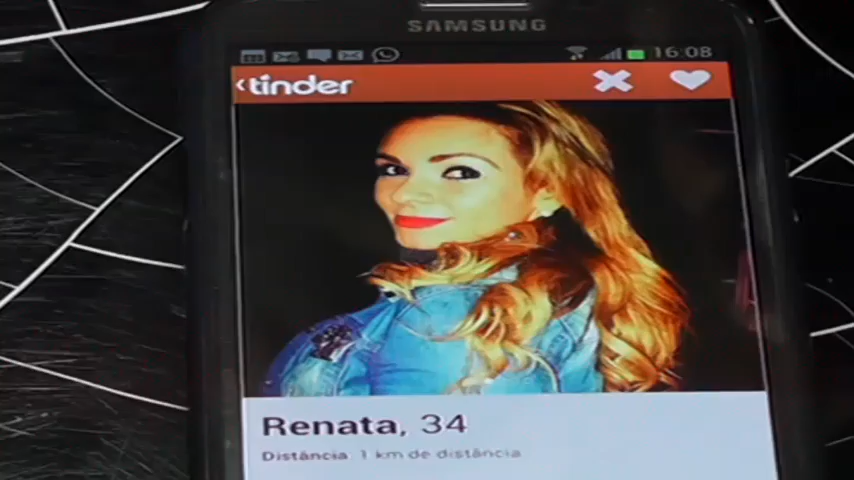 SAMSUNG
16:08
‹tinder
Renata, 34
Distância 1 km de distância